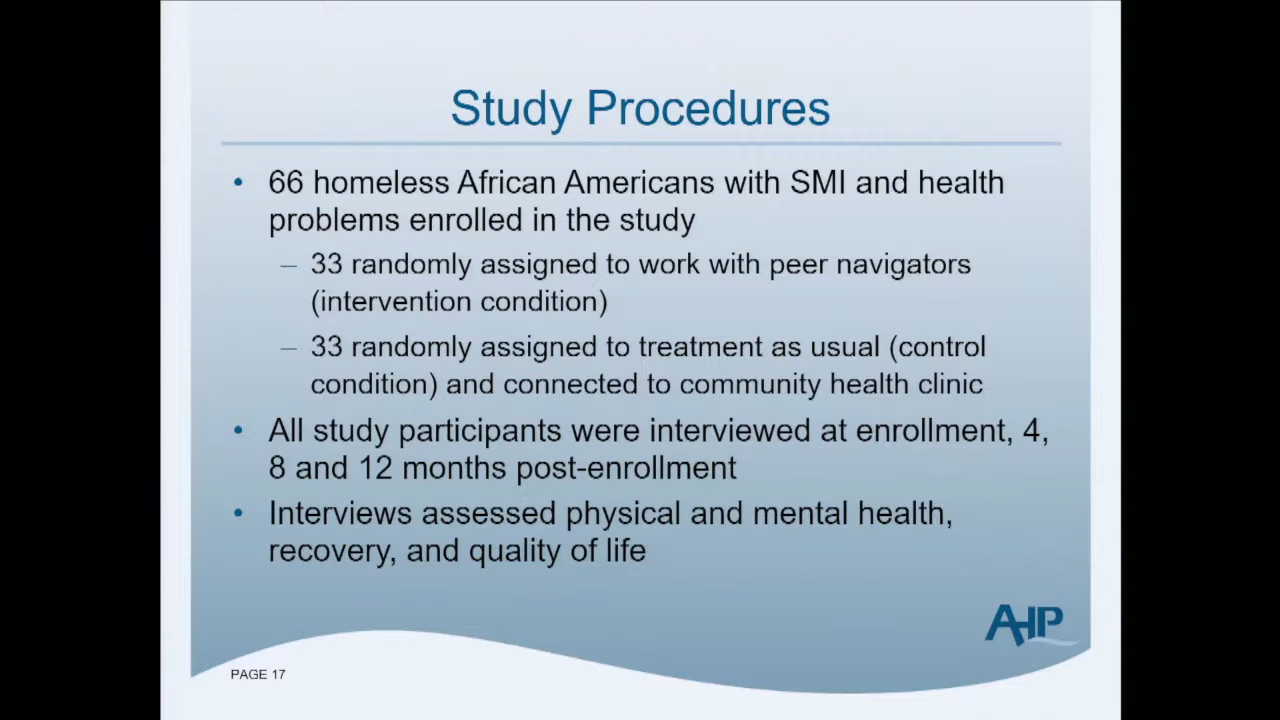 Study Procedures
• 66 homeless African Americans with SMI and health
problems enrolled in the study
– 33 randomly assigned to work with peer navigators
(intervention condition)
– 33 randomly assigned to treatment as usual (control
condition) and connected to community health clinic
• All study participants were interviewed at enrollment, 4,
8 and 12 months post-enrollment
• Interviews assessed physical and mental health,
recovery, and quality of life
AHP
PAGE 17